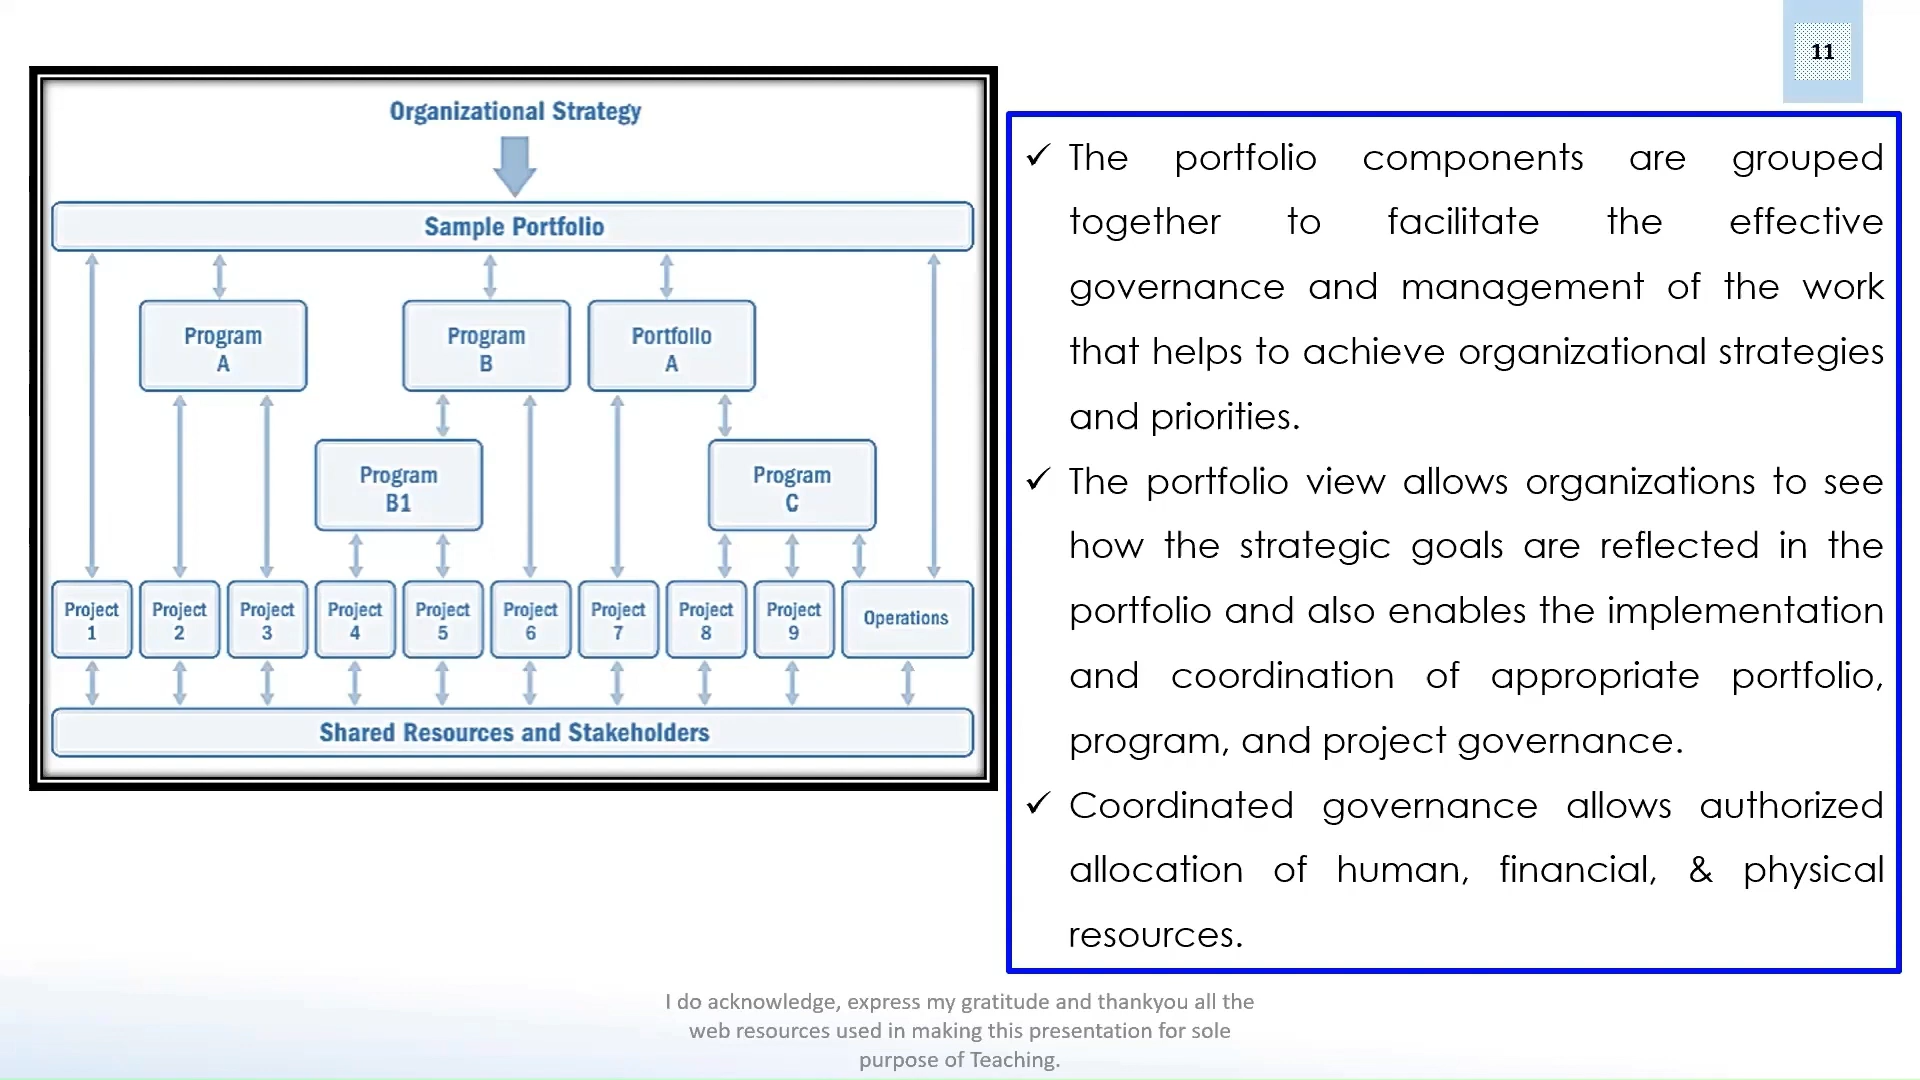 11
Organizational Strategy
Sample Portfolio
Program
A
Program
B
Portfolio
A
Program
B1
Program
C
Project
1
Project
2
Project
3
Project
4
Project
5
Project
6
Project
7
Project
8
Project
9
Operations
Shared Resources and Stakeholders
✓ The portfolio components are grouped
together to facilitate the effective
governance and management of the work
that helps to achieve organizational strategies
and priorities.
✓ The portfolio view allows organizations to see
how the strategic goals are reflected in the
portfolio and also enables the implementation
and coordination of appropriate portfolio,
program, and project governance.
✓ Coordinated governance allows authorized
allocation of human, financial, & physical
resources.
I do acknowledge, express my gratitude and thankyou all the
web resources used in making this presentation for sole
purpose of Teaching.